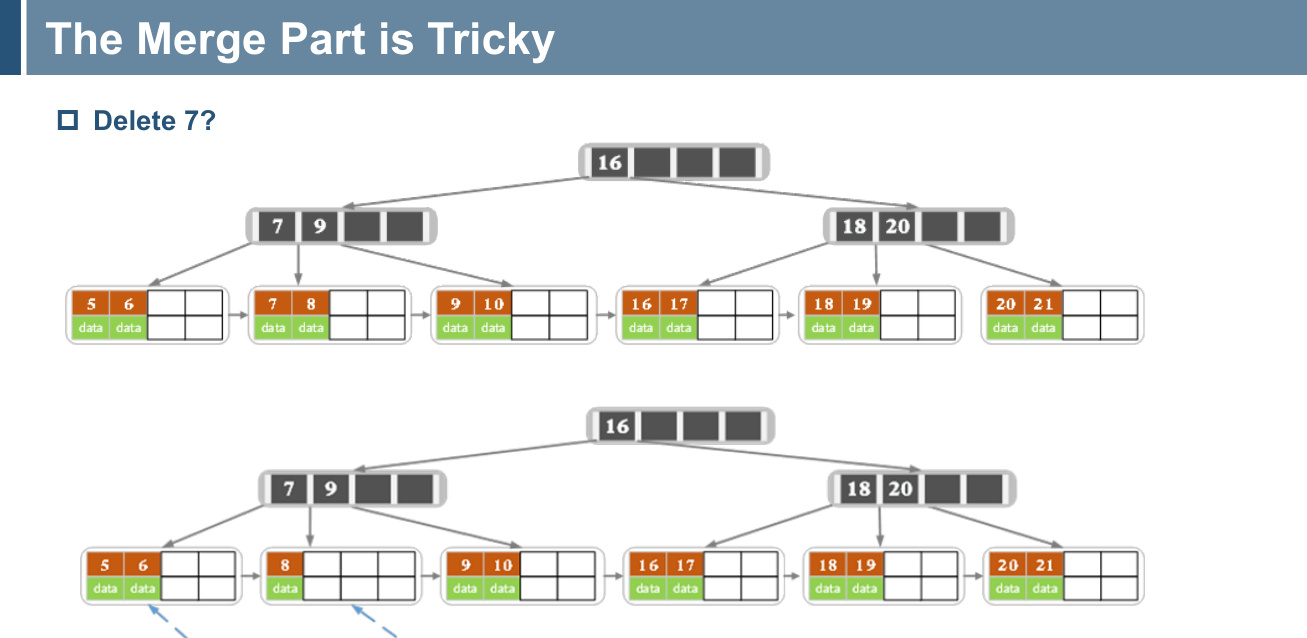 The Merge Part is Tricky
Delete 7?
16
7 9 18 20
5 6 7 8 9 10 16 17 18 19 20 21
data data data data data data data data data data data data
16
7 9 18 20
5 6 8 9 10 16 17 18 19 20 21
data data data data data data data data data data data